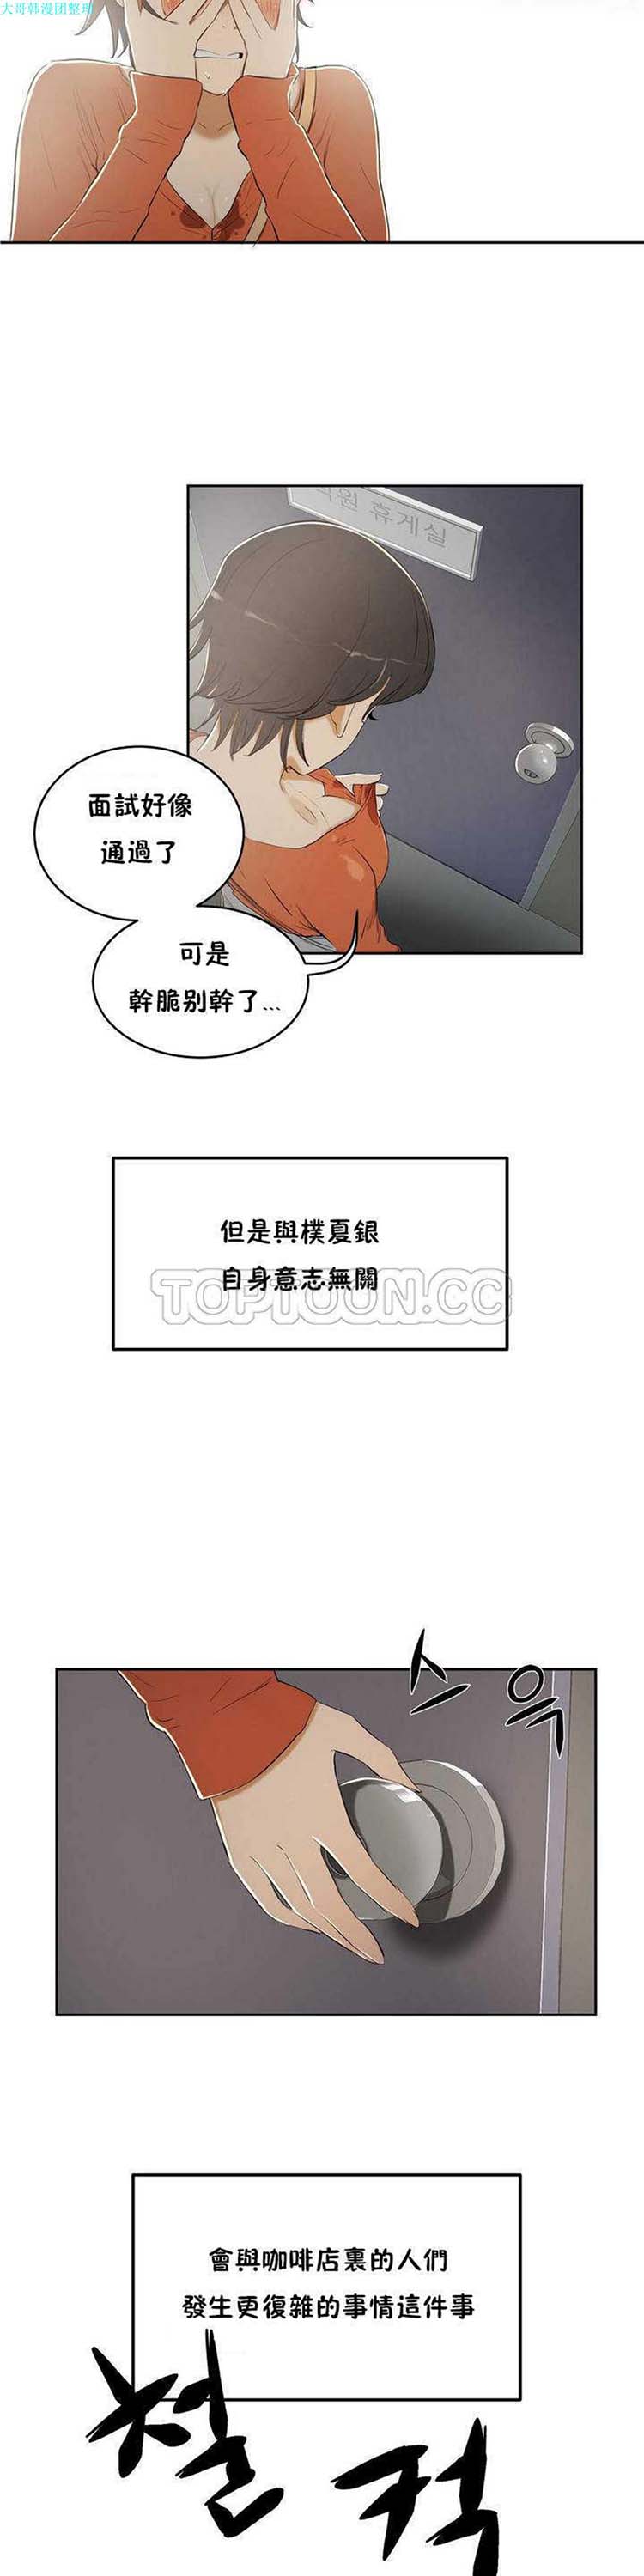 大哥韩漫团整理
직원 휴게실
面試好像
通過了
可是
幹脆别幹了...
但是與樸夏銀
自身意志無關
TOPTOON.CC
스
윽
會與咖啡店裏的人們
發生更復雜的事情這件事
철
컥